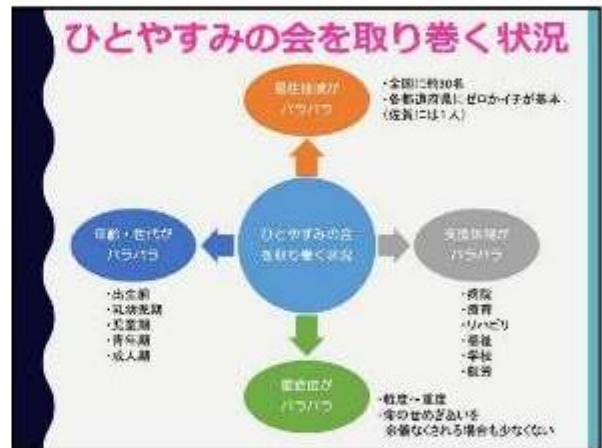 ひとやすみの会を取り巻く状況
居住地域が
バラバラ
・全国に約30名
・各都道府県にゼロかイチが基本
(佐賀には1人)
年齢・世代が
バラバラ
ひとやすみの会
を取り巻く状況
支援体制が
バラバラ
・出生前
・乳幼児期
・児童期
・青年期
・成人期
・病院
・療育
・リハビリ
・福祉
・学校
・就労
重症度が
バラバラ
・軽度~重度
・命のせめぎあいを
余儀なくされる場合も少なくない